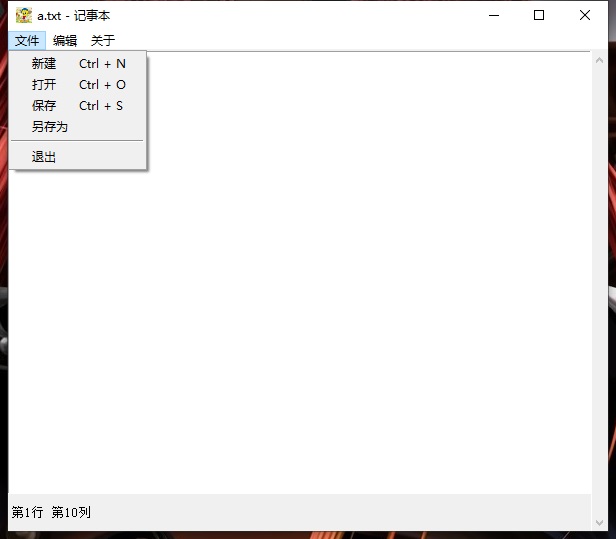 a.txt - 记事本
文件 编辑 关于
新建 Ctrl + N
打开 Ctrl + O
保存 Ctrl + S
另存为
退出
第1行 第10列